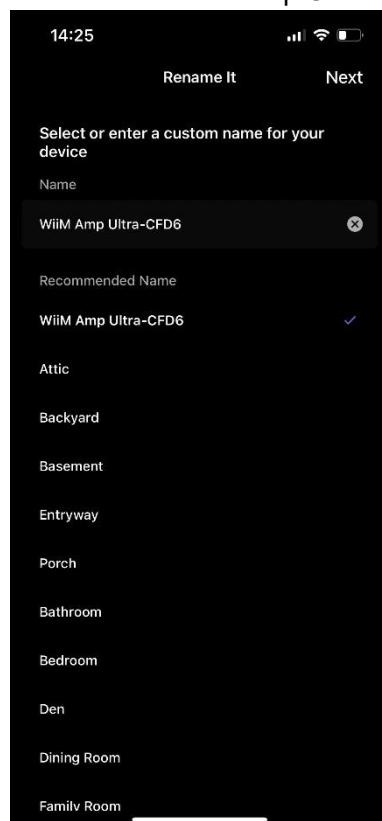 14:25
Rename It Next
Select or enter a custom name for your
device
Name
WiiM Amp Ultra-CFD6
Recommended Name
WiiM Amp Ultra-CFD6
Attic
Backyard
Basement
Entryway
Porch
Bathroom
Bedroom
Den
Dining Room
Family Room